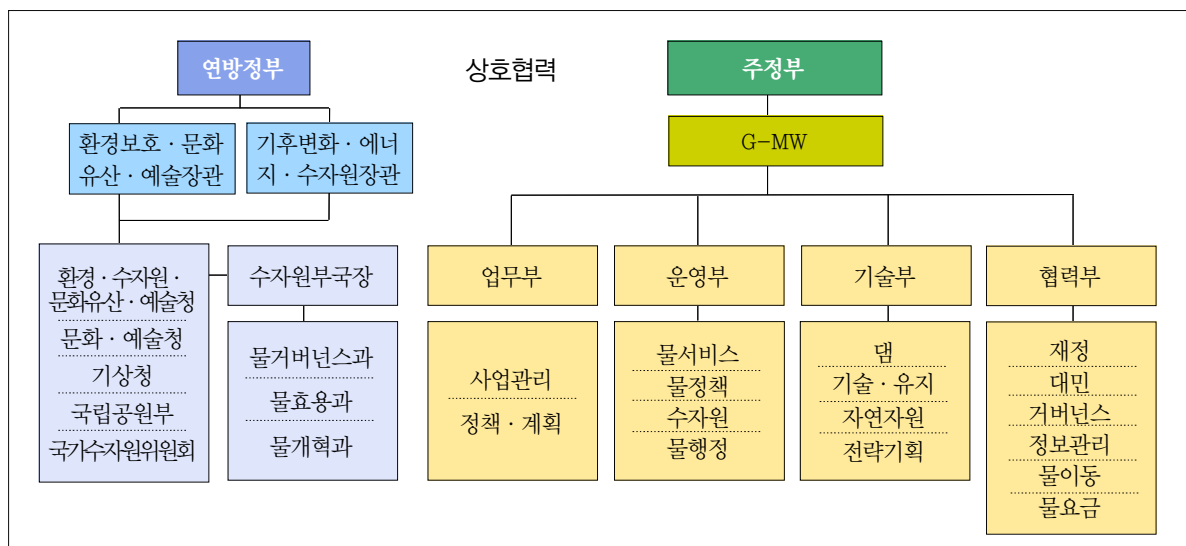 연방정부
상호협력
주정부
환경보호 · 문화
유산 · 예술장관
기후변화 · 에너
지 · 수자원장관
G-MW
환경 · 수자원 ·
문화유산 · 예술청
문화 · 예술청
기상청
국립공원부
국가수자원위원회
수자원부국장
물거버넌스과
물효용과
물개혁과
업무부
사업관리
정책 · 계획
운영부
물서비스
물정책
수자원
물행정
기술부
댐
기술 · 유지
자연자원
전략기획
협력부
재정
대민
거버넌스
정보관리
물이동
물요금